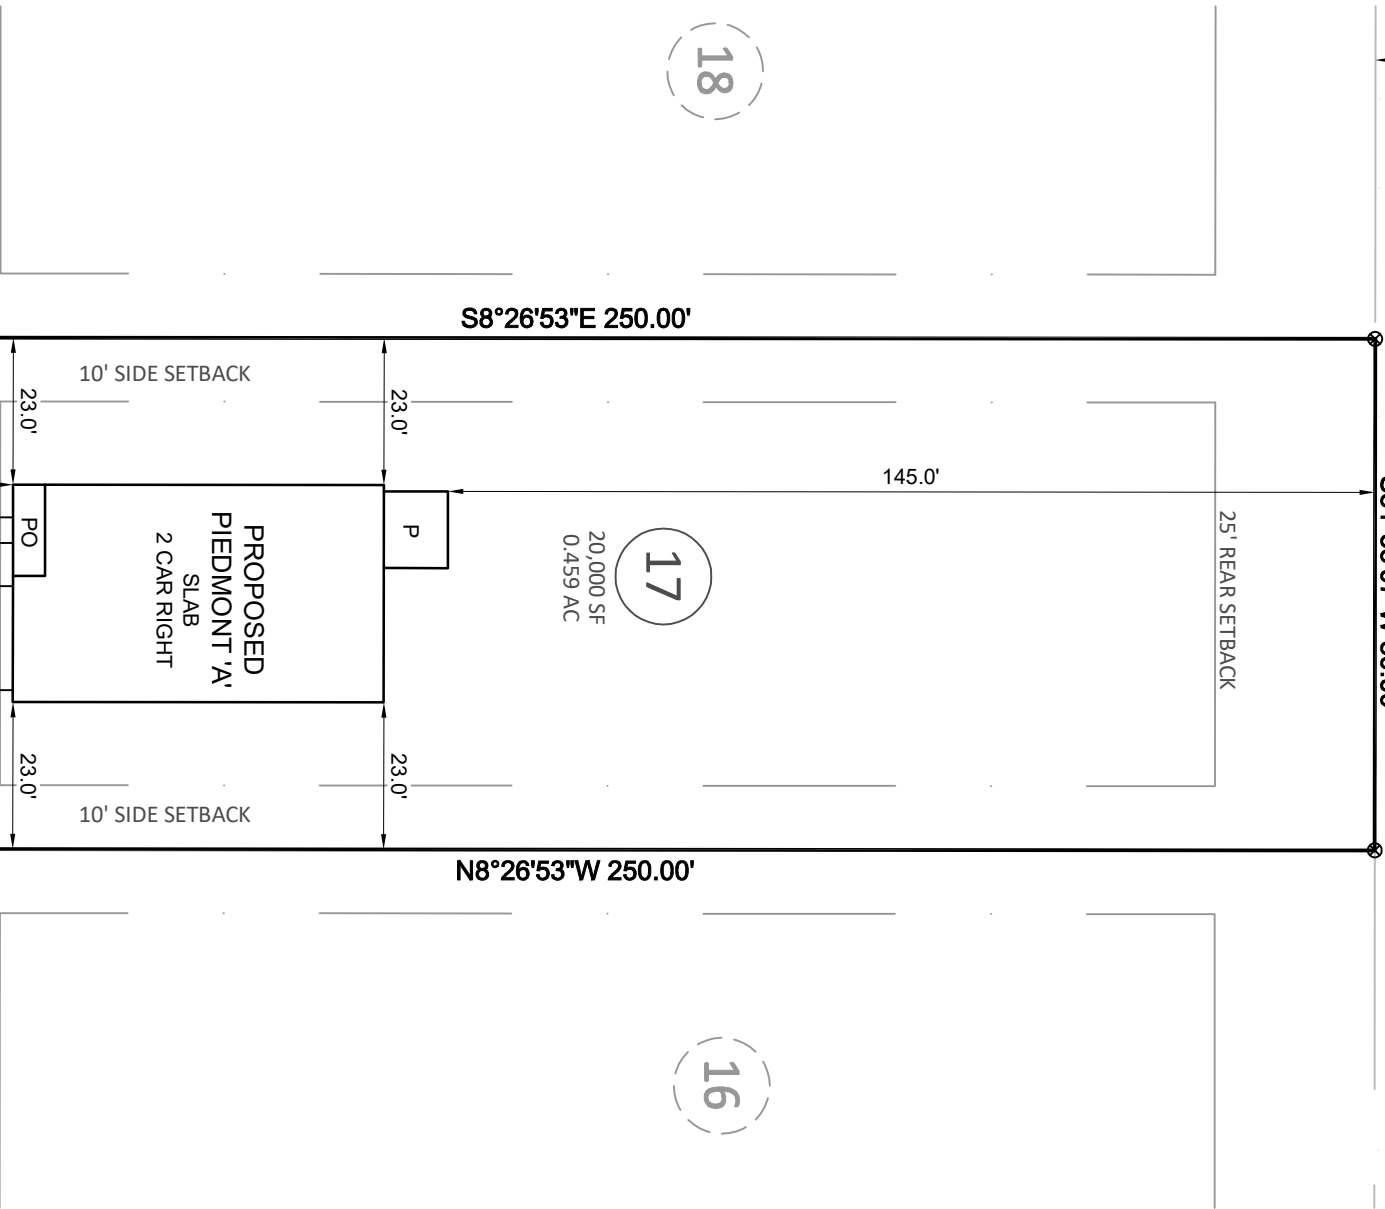 18
S8°26'53"E 250.00'
10' SIDE SETBACK
23.0'
23.0'
145.0'
25' REAR SETBACK
PO
P
PROPOSED
PIEDMONT 'A'
SLAB
2 CAR RIGHT
17
20,000 SF
0.459 AC
23.0'
23.0'
10' SIDE SETBACK
N8°26'53"W 250.00'
16